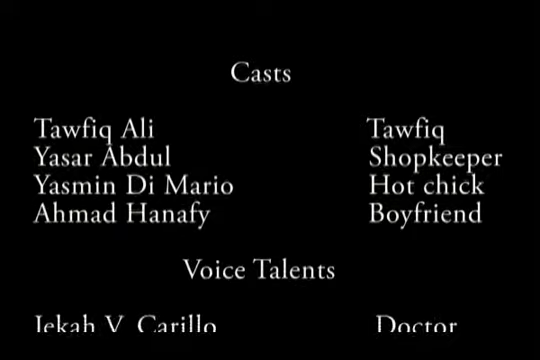 Casts
Tawfiq Ali Tawfiq
Yasar Abdul Shopkeeper
Yasmin Di Mario Hot chick
Ahmad Hanafy Boyfriend
Voice Talents
Jekah V. Carillo Doctor